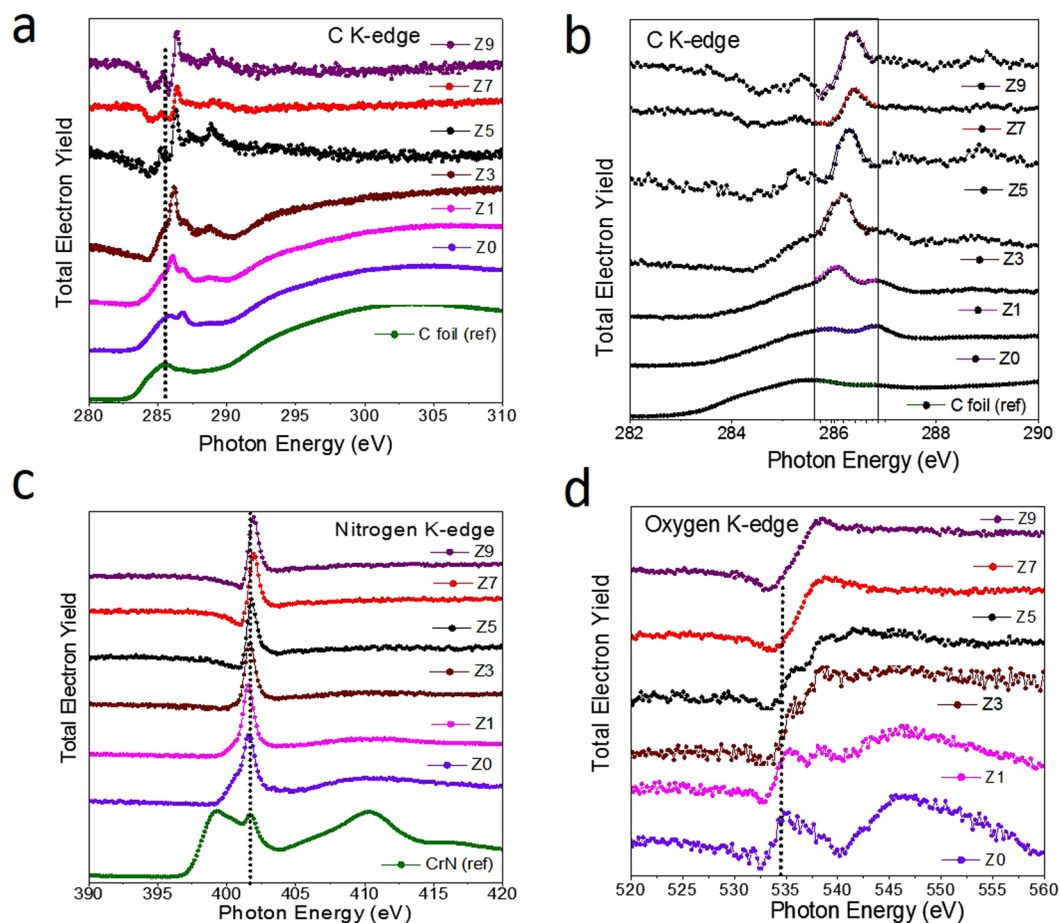 a
C K-edge
Z9
Z7
Z5
Z3
Z1
Z0
C foil (ref)
Total Electron Yield
280 285 290 295 300 305 310
Photon Energy (eV)
b
C K-edge
Z9
Z7
Z5
Z3
Z1
Z0
C foil (ref)
Total Electron Yield
282 284 286 288 290
Photon Energy (eV)
c
Nitrogen K-edge
Z9
Z7
Z5
Z3
Z1
Z0
CrN (ref)
Total Electron Yield
390 395 400 405 410 415 420
Photon Energy (eV)
d
Oxygen K-edge
Z9
Z7
Z5
Z3
Z1
Z0
Total Electron Yield
520 525 530 535 540 545 550 555 560
Photon Energy (eV)